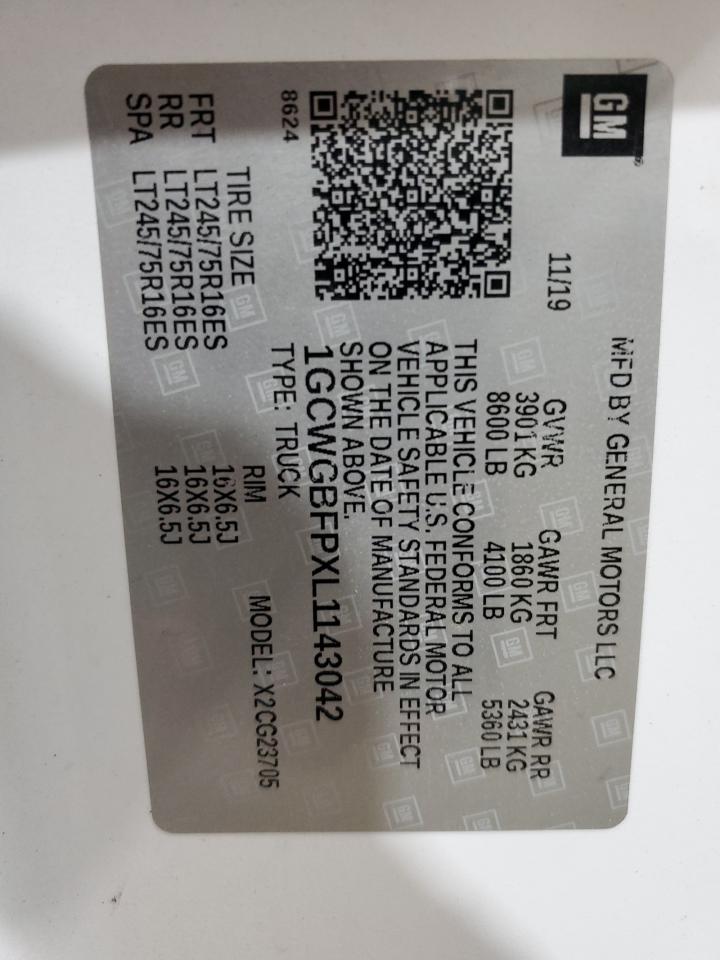 GM
MFD BY GENERAL MOTORS LLC
11/19
GVWR GAWR FRT GAWR RR
3901 KG 1860 KG 2431 KG
8600 LB 4100 LB 5360 LB
THIS VEHICLE CONFORMS TO ALL
APPLICABLE U.S. FEDERAL MOTOR
VEHICLE SAFETY STANDARDS IN EFFECT
ON THE DATE OF MANUFACTURE
SHOWN ABOVE.
1GCWGBFPXL1143042
8624
TYPE: TRUCK
MODEL: X2CG23705
TIRE SIZE RIM
FRT LT245/75R16ES 16X6.5J
RR LT245/75R16ES 16X6.5J
SPA LT245/75R16ES 16X6.5J